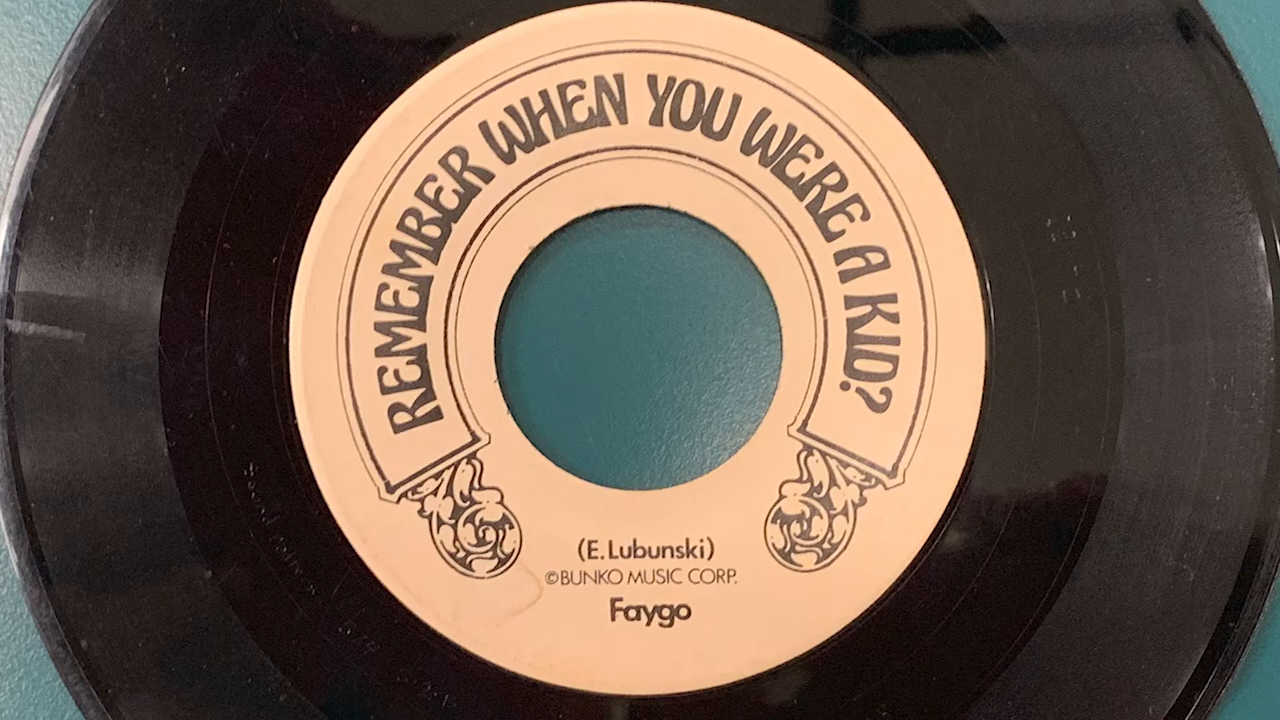 REMEMBER WHEN YOU WERE A KID?
(E. Lubunski)
©BUNKO MUSIC CORP.
Faygo